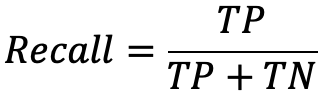 Recall = TP / TP + TN